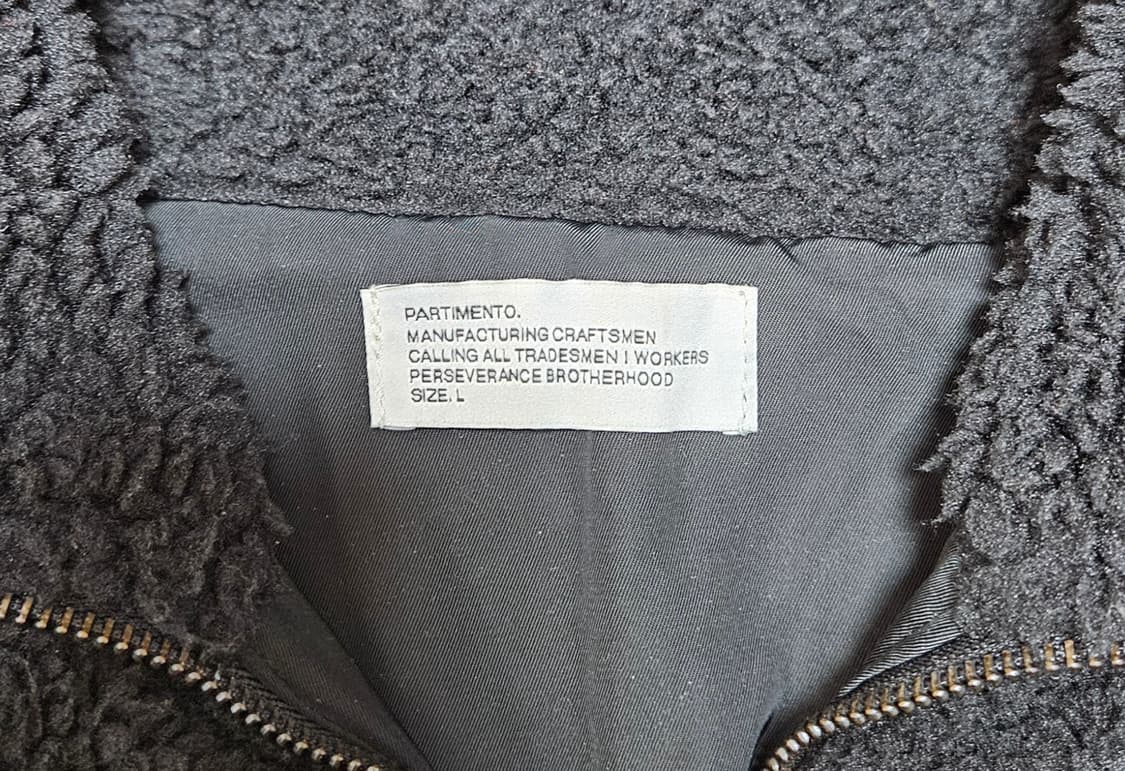 PARTIMENTO.
MANUFACTURING CRAFTSMEN
CALLING ALL TRADESMEN I WORKERS
PERSEVERANCE BROTHERHOOD
SIZE. L